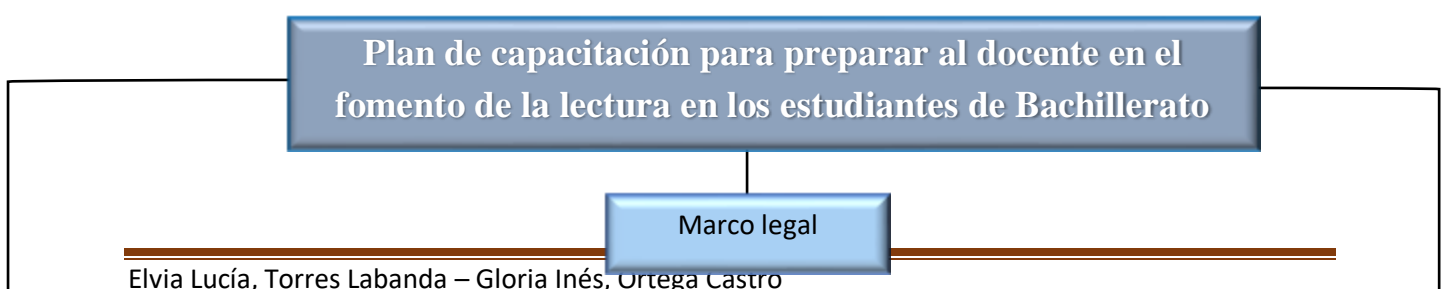 Plan de capacitación para preparar al docente en el
fomento de la lectura en los estudiantes de Bachillerato
Marco legal
Elvia Lucía, Torres Labanda – Gloria Inés, Ortega Castro